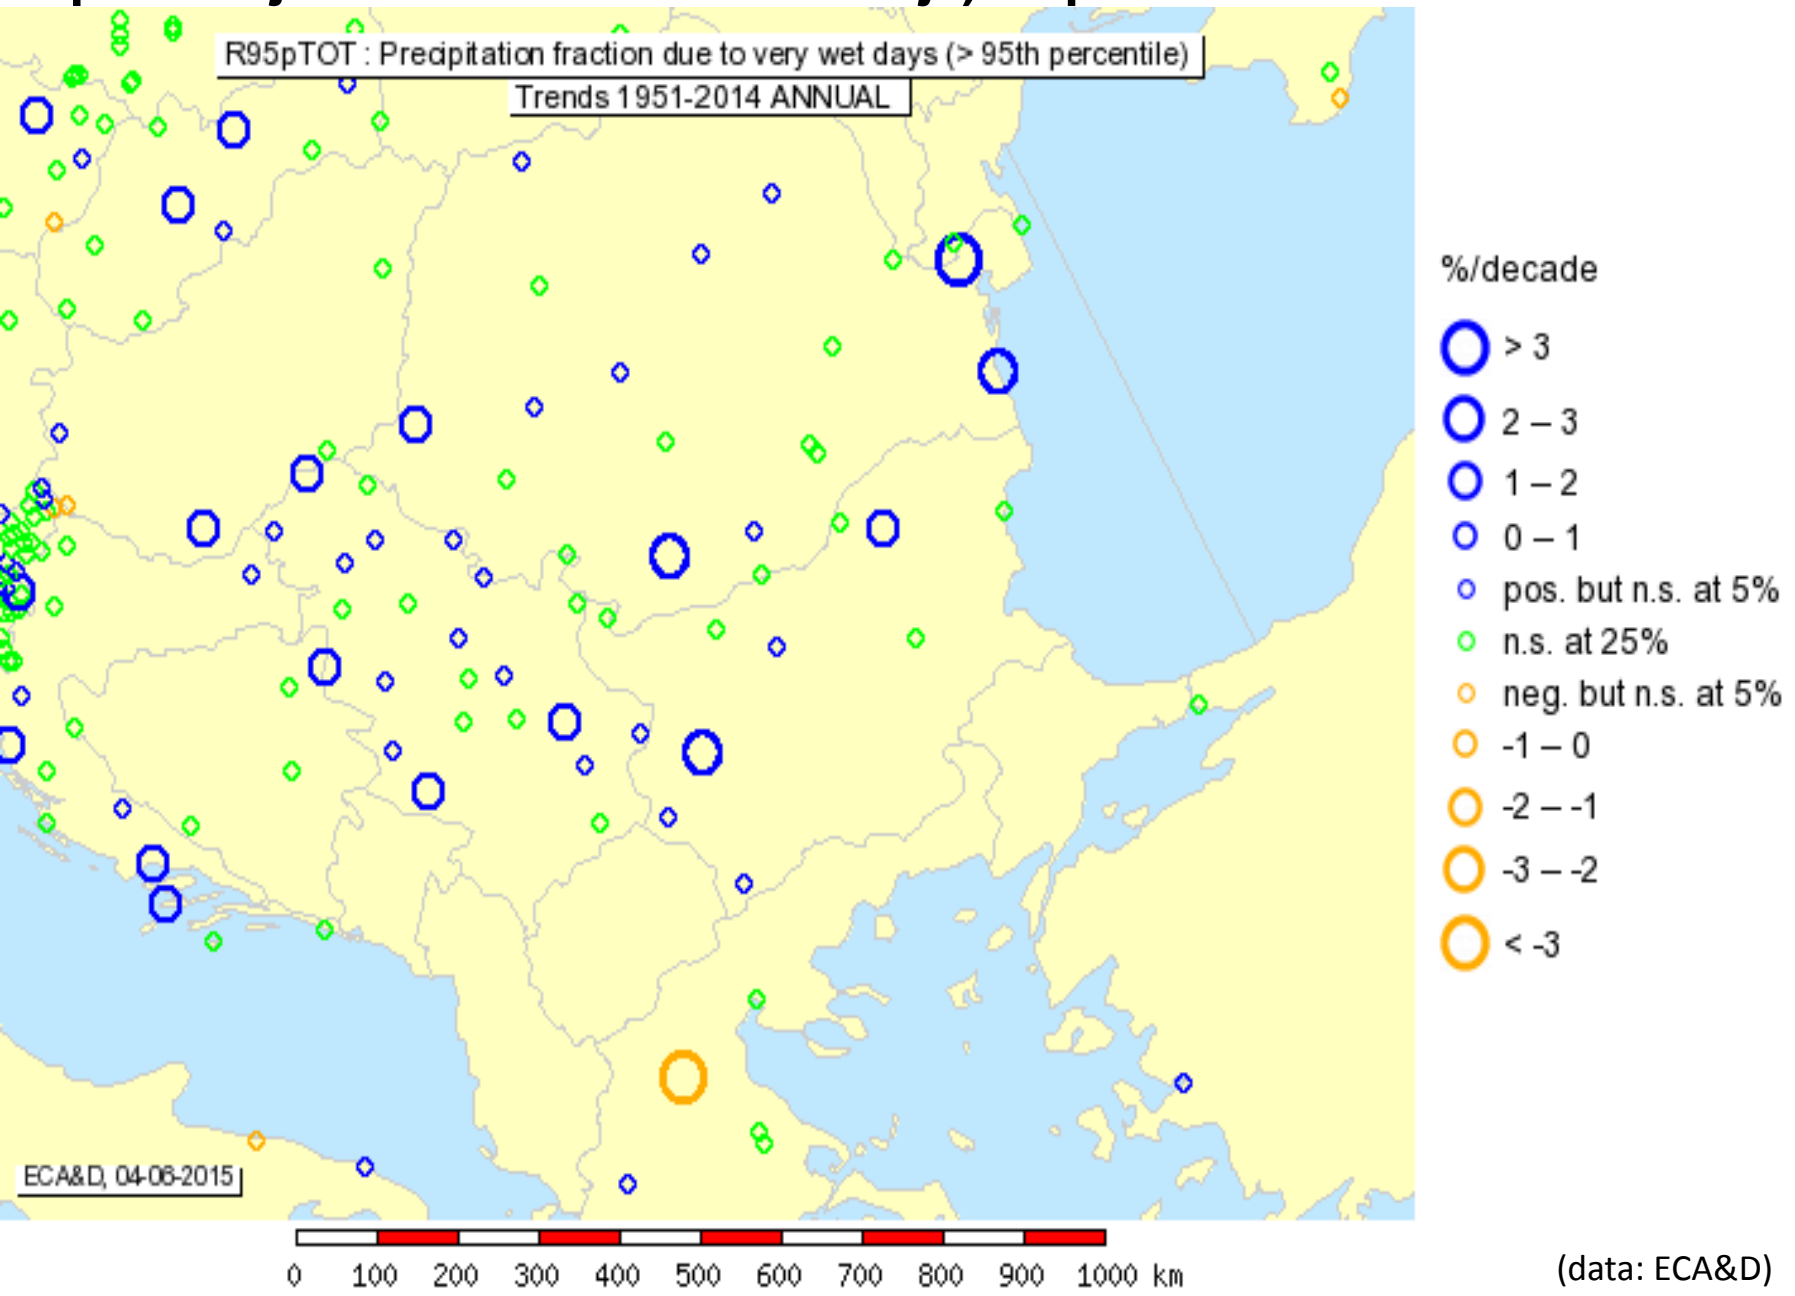 R95pTOT : Precipitation fraction due to very wet days (> 95th percentile)
Trends 1951-2014 ANNUAL
%/decade
> 3
2 – 3
1 – 2
0 – 1
pos. but n.s. at 5%
n.s. at 25%
neg. but n.s. at 5%
-1 – 0
-2 – -1
-3 – -2
< -3
ECA&D, 04-06-2015
0 100 200 300 400 500 600 700 800 900 1000 km
(data: ECA&D)